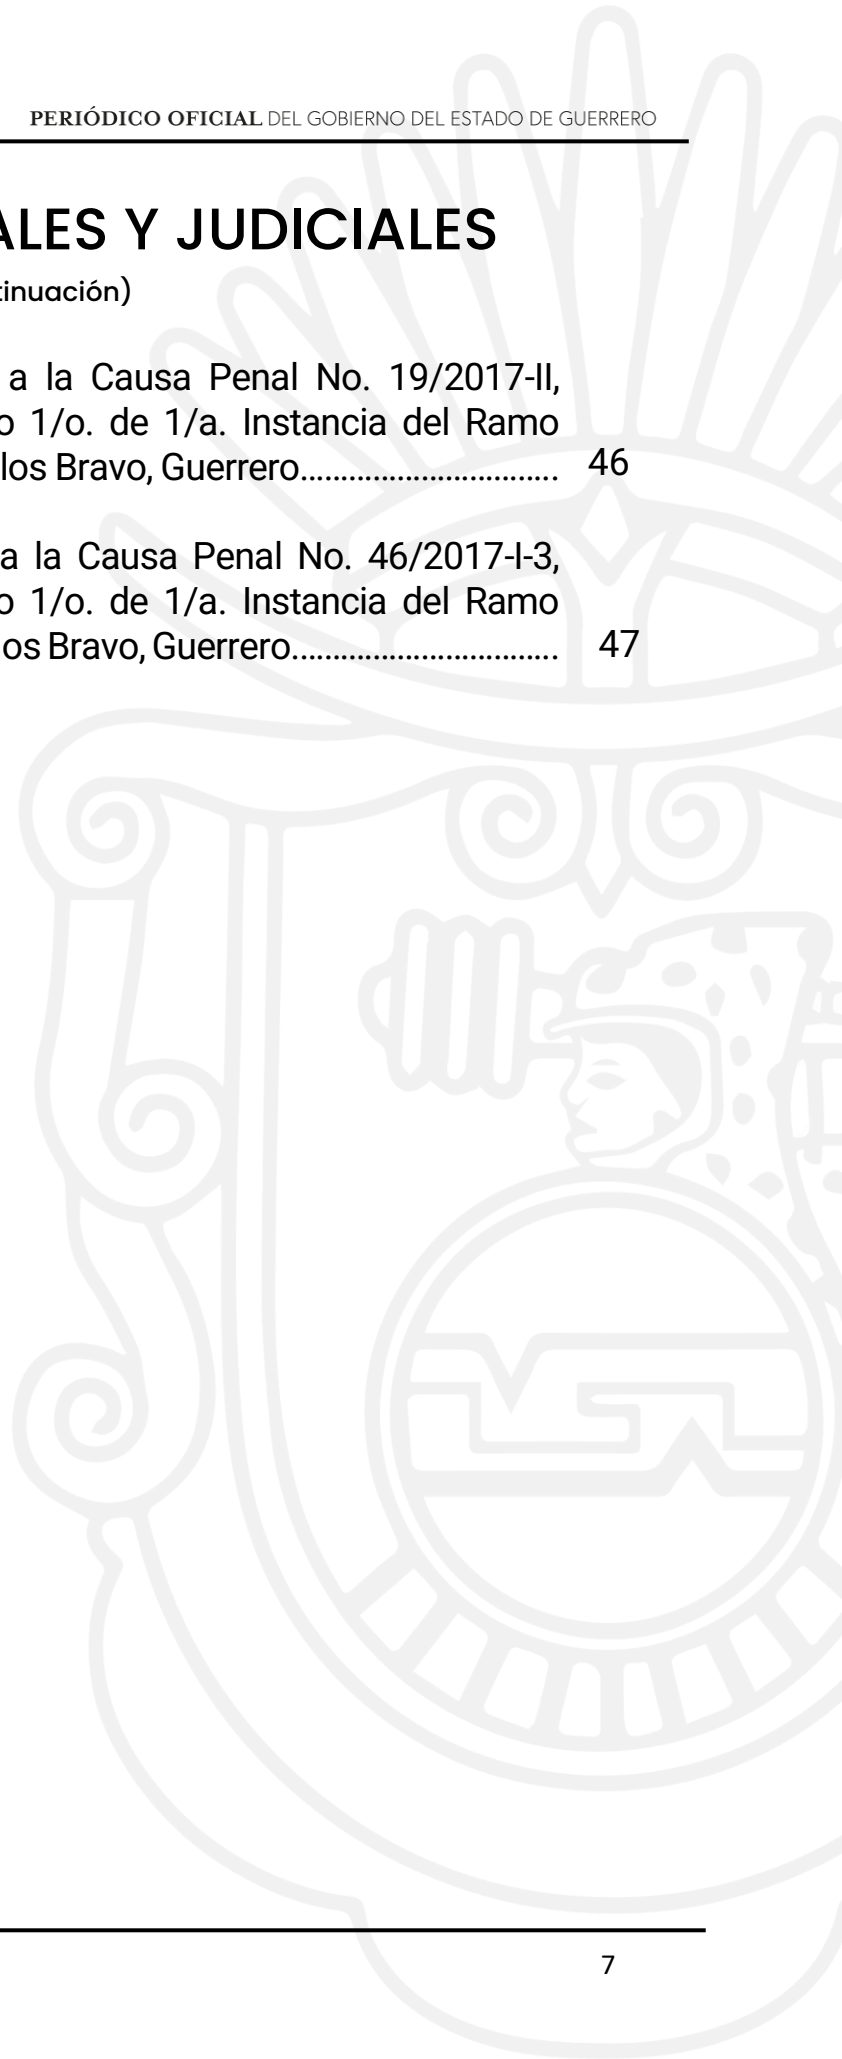 PERIÓDICO OFICIAL DEL GOBIERNO DEL ESTADO DE GUERRERO
ALES Y JUDICIALES
tinuación)
a la Causa Penal No. 19/2017-II,
o 1/o. de 1/a. Instancia del Ramo
los Bravo, Guerrero................................ 46
a la Causa Penal No. 46/2017-I-3,
o 1/o. de 1/a. Instancia del Ramo
los Bravo, Guerrero................................. 47
7